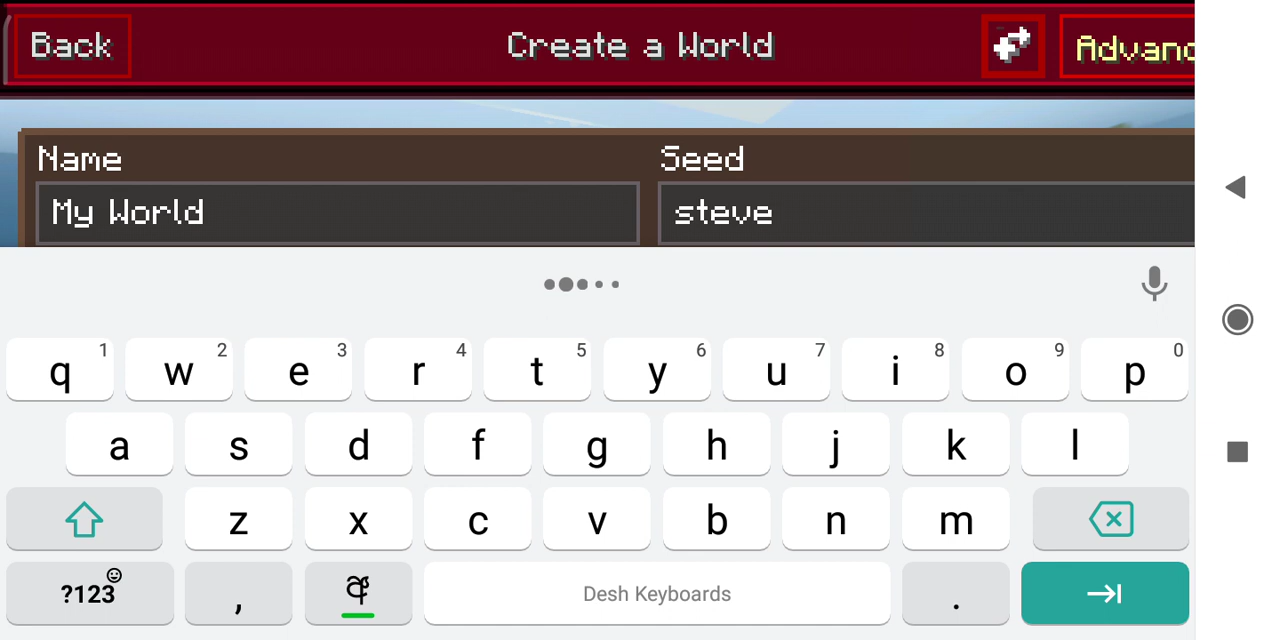 Back
Create a World
Advanc
Name
Seed
My World
steve
q 1 w 2 e 3 r 4 t 5 y 6 u 7 i 8 o 9 p 0
a s d f g h j k l
z x c v b n m
?123 , . Desh Keyboards